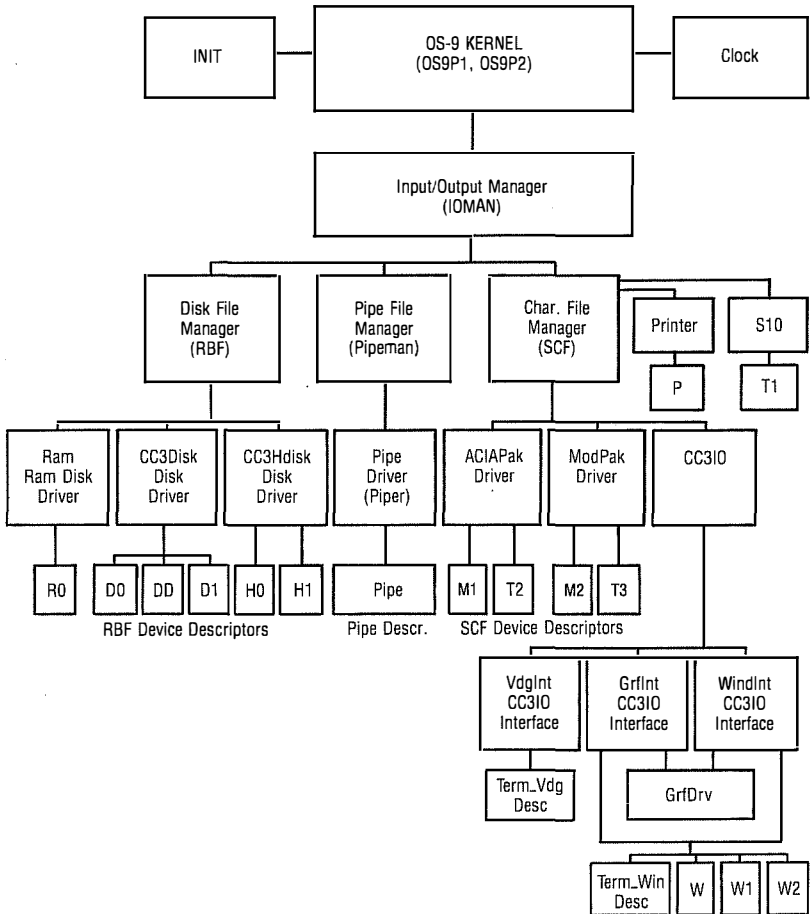 INIT
OS-9 KERNEL
(OS9P1, OS9P2)
Clock
Input/Output Manager
(IOMAN)
Disk File
Manager
(RBF)
Pipe File
Manager
(Pipeman)
Char. File
Manager
(SCF)
Printer
S10
P
T1
Ram
Ram Disk
Driver
CC3Disk
Disk
Driver
CC3Hdisk
Disk
Driver
Pipe
Driver
(Piper)
ACIAPak
Driver
ModPak
Driver
CC3IO
R0
D0
DD
D1
H0
H1
Pipe
M1
T2
M2
T3
RBF Device Descriptors
Pipe Descr.
SCF Device Descriptors
VdgInt
CC3IO
Interface
GrfInt
CC3IO
Interface
WindInt
CC3IO
Interface
Term_Vdg
Desc
GrfDrv
Term_Win
Desc
W
W1
W2